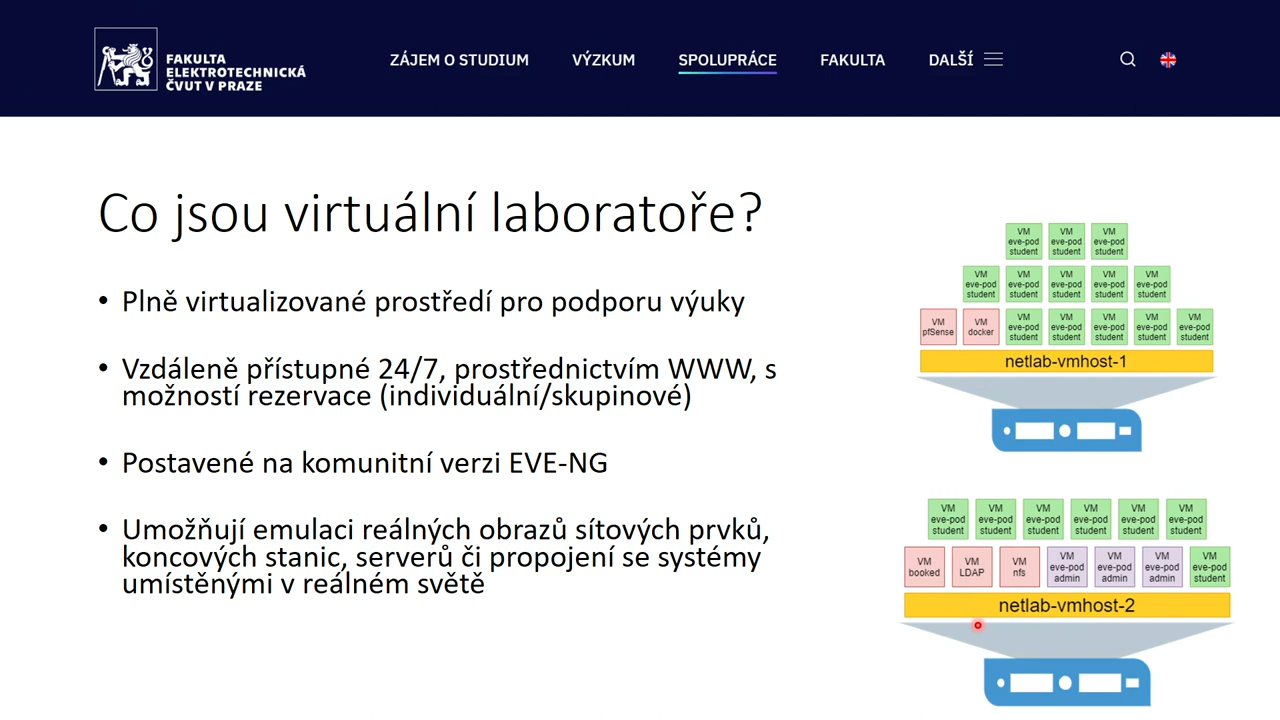 FAKULTA
ELEKTROTECHNICKÁ
ČVUT V PRAZE
ZÁJEM O STUDIUM
VÝZKUM
SPOLUPRÁCE
FAKULTA
DALŠÍ
Co jsou virtuální laboratoře?
• Plně virtualizované prostředí pro podporu výuky
• Vzdáleně přístupné 24/7, prostřednictvím WWW, s
možností rezervace (individuální/skupinové)
• Postavené na komunitní verzi EVE-NG
• Umožňují emulaci reálných obrazů sítových prvků,
koncových stanic, serverů či propojení se systémy
umístěnými v reálném světě
VM eve-pod student
VM eve-pod student
VM eve-pod student
VM eve-pod student
VM eve-pod student
VM eve-pod student
VM eve-pod student
VM eve-pod student
VM pfSense
VM docker
VM eve-pod student
VM eve-pod student
VM eve-pod student
VM eve-pod student
VM eve-pod student
netlab-vmhost-1
VM eve-pod student
VM eve-pod student
VM eve-pod student
VM eve-pod student
VM eve-pod student
VM eve-pod student
VM booked
VM LDAP
VM nfs
VM eve-pod admin
VM eve-pod admin
VM eve-pod admin
VM eve-pod student
netlab-vmhost-2